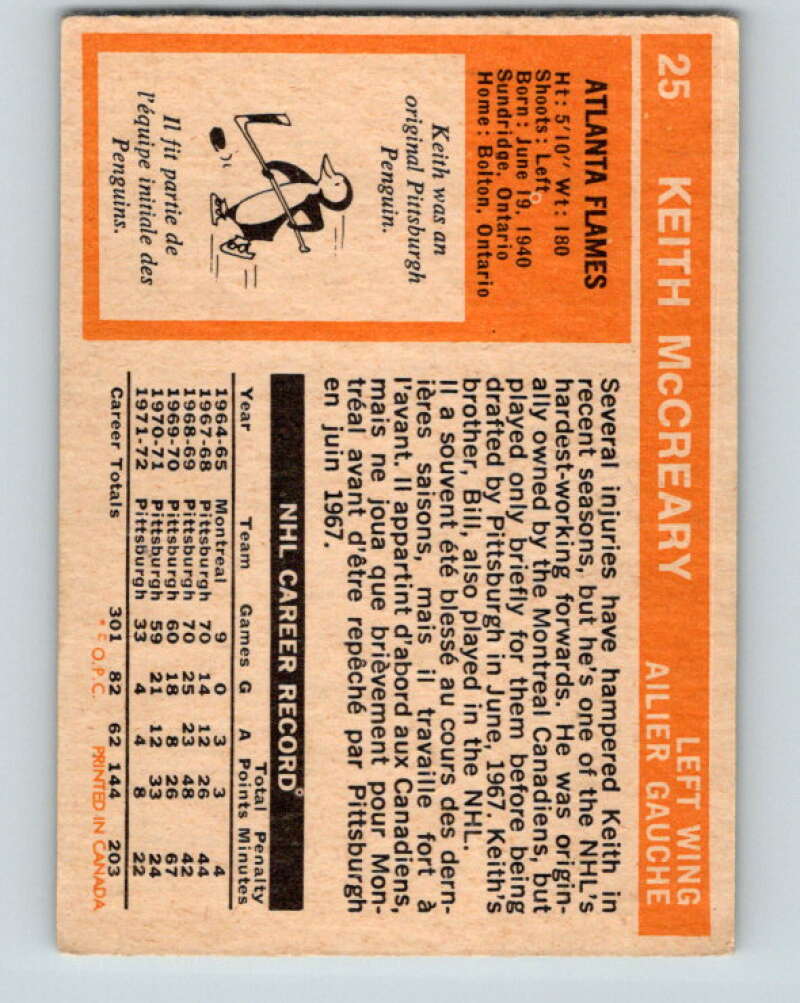 25 KEITH McCREARY
LEFT WING
AILIER GAUCHE
ATLANTA FLAMES
Ht: 5'10" Wt: 180
Shoots: Left
Born: June 19, 1940
Sundridge, Ontario
Home: Bolton, Ontario
Keith was an
original Pittsburgh
Penguin.
Il fit partie de
l'équipe initiale des
Penguins.
Several injuries have hampered Keith in
recent seasons, but he's one of the NHL's
hardest-working forwards. He was origin-
ally owned by the Montreal Canadiens, but
played only briefly for them before being
drafted by Pittsburgh in June, 1967. Keith's
brother, Bill, also played in the NHL.
Il a souvent été blessé au cours des dern-
ières saisons, mais il travaille fort à
l'avant. Il appartint d'abord aux Canadiens,
mais ne joua que brièvement pour Mon-
tréal avant d'être repêché par Pittsburgh
en juin 1967.
NHL CAREER RECORD
Total Penalty
Year Team Games G A Points Minutes
1964-65 Montreal 9 0 3 3 4
1967-68 Pittsburgh 70 14 12 26 44
1968-69 Pittsburgh 70 25 23 48 42
1969-70 Pittsburgh 60 18 8 26 67
1970-71 Pittsburgh 59 21 12 33 24
1971-72 Pittsburgh 33 4 4 8 22
Career Totals 301 82 62 144 203
* © O.P.C. PRINTED IN CANADA